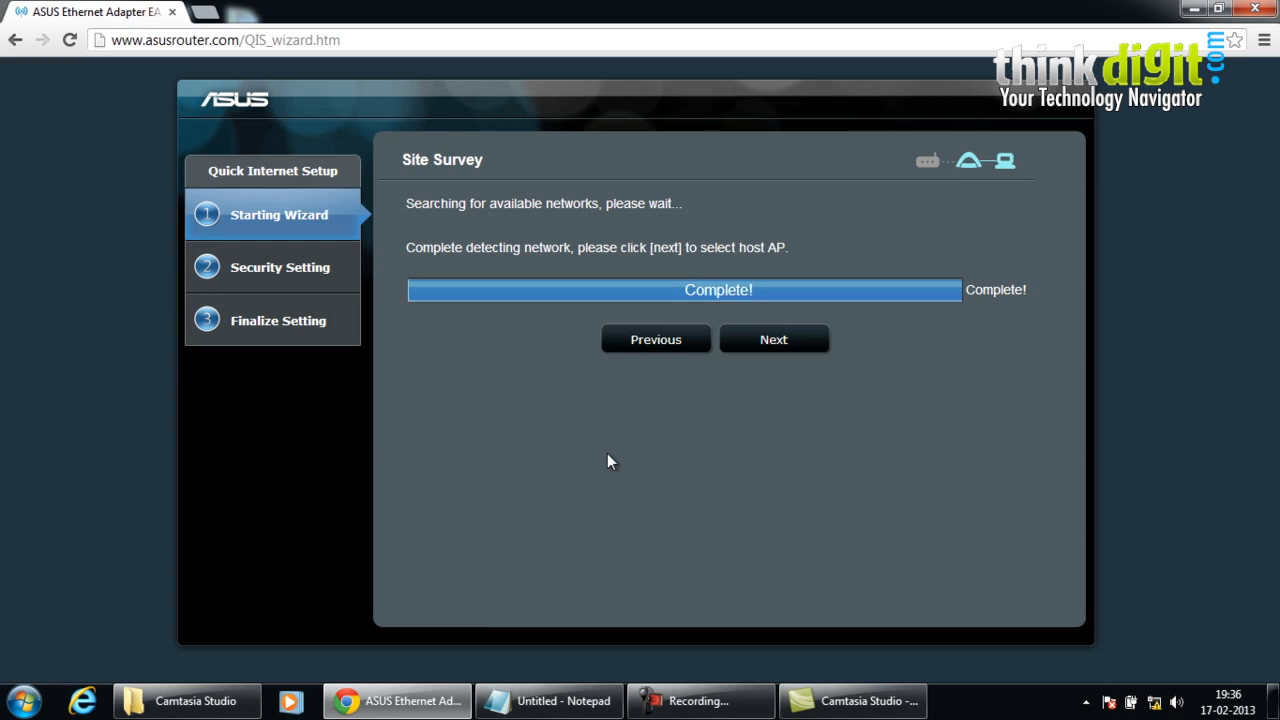 ASUS Ethernet Adapter EA
www.asusrouter.com/QIS_wizard.htm
thinkdigit.com
Your Technology Navigator
ASUS
Quick Internet Setup
1 Starting Wizard
2 Security Setting
3 Finalize Setting
Site Survey
Searching for available networks, please wait...
Complete detecting network, please click [next] to select host AP.
Complete! Complete!
Previous Next
Camtasia Studio
ASUS Ethernet Ad...
Untitled - Notepad
Recording...
Camtasia Studio -...
19:36
17-02-2013